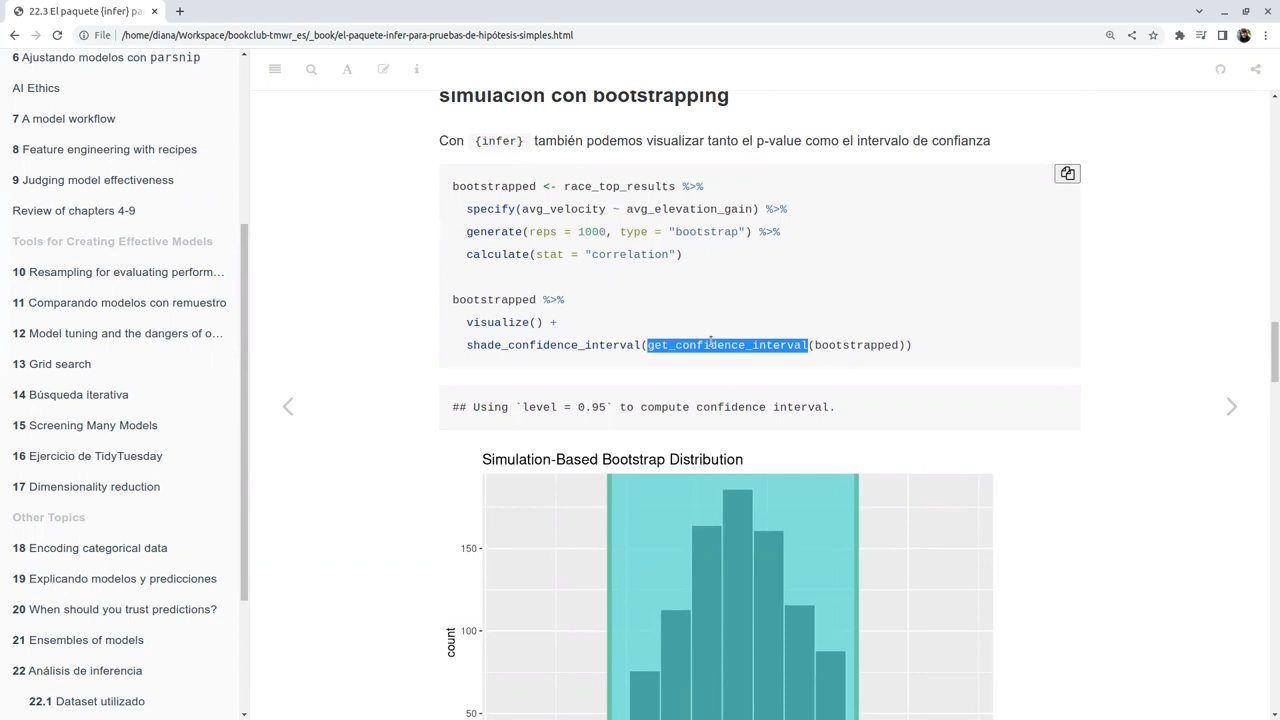 22.3 El paquete {infer} pa
File
/home/diana/Workspace/bookclub-tmwr_es/_book/el-paquete-infer-para-pruebas-de-hipótesis-simples.html
6 Ajustando modelos con parsnip
AI Ethics
7 A model workflow
8 Feature engineering with recipes
9 Judging model effectiveness
Review of chapters 4-9
Tools for Creating Effective Models
10 Resampling for evaluating perform…
11 Comparando modelos con remuestro
12 Model tuning and the dangers of o…
13 Grid search
14 Búsqueda iterativa
15 Screening Many Models
16 Ejercicio de TidyTuesday
17 Dimensionality reduction
Other Topics
18 Encoding categorical data
19 Explicando modelos y predicciones
20 When should you trust predictions?
21 Ensembles of models
22 Análisis de inferencia
22.1 Dataset utilizado
simulación con bootstrapping
Con {infer} también podemos visualizar tanto el p-value como el intervalo de confianza
bootstrapped <- race_top_results %>%
specify(avg_velocity ~ avg_elevation_gain) %>%
generate(reps = 1000, type = "bootstrap") %>%
calculate(stat = "correlation")
bootstrapped %>%
visualize() +
shade_confidence_interval(get_confidence_interval(bootstrapped))
## Using `level = 0.95` to compute confidence interval.
Simulation-Based Bootstrap Distribution
150
100
50
count